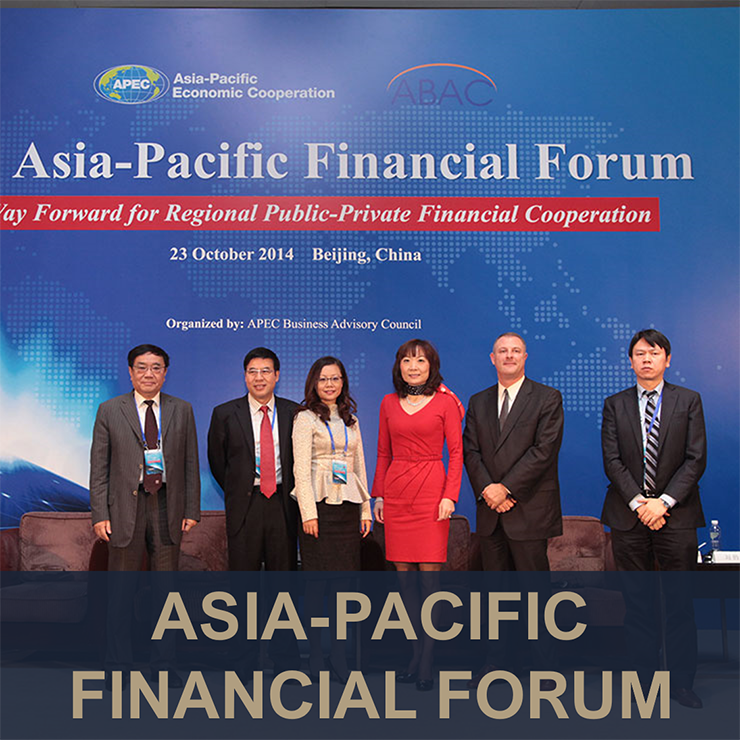 APEC
Asia-Pacific
Economic Cooperation
ABAC
Asia-Pacific Financial Forum
Way Forward for Regional Public-Private Financial Cooperation
23 October 2014 Beijing, China
Organized by: APEC Business Advisory Council
ASIA-PACIFIC
FINANCIAL FORUM